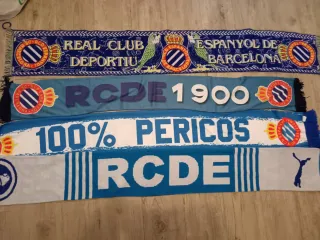 REAL CLUB ESPANYOL DE
DEPORTIU BARCELONA
RCDE 1900
100% PERICOS
RCDE